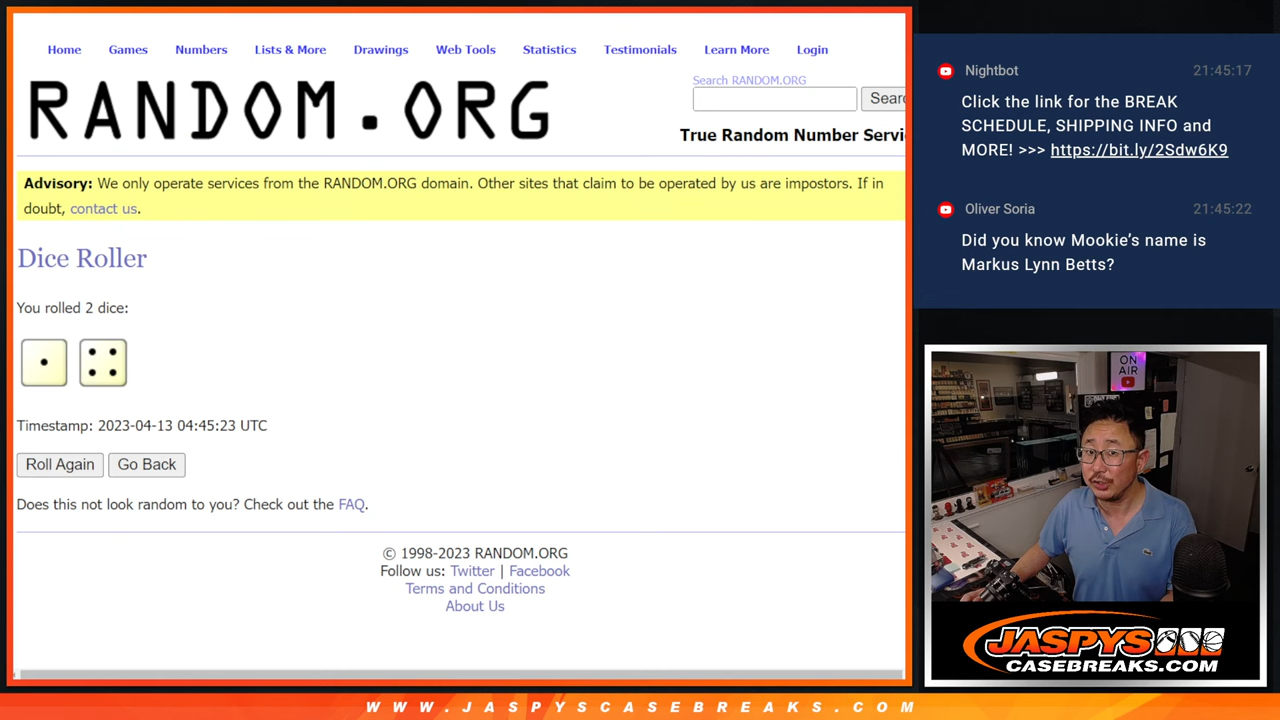 Home Games Numbers Lists & More Drawings Web Tools Statistics Testimonials Learn More Login
RANDOM.ORG
Search RANDOM.ORG
Searc
True Random Number Servi
Advisory: We only operate services from the RANDOM.ORG domain. Other sites that claim to be operated by us are impostors. If in
doubt, contact us.
Dice Roller
You rolled 2 dice:
Timestamp: 2023-04-13 04:45:23 UTC
Roll Again Go Back
Does this not look random to you? Check out the FAQ.
© 1998-2023 RANDOM.ORG
Follow us: Twitter | Facebook
Terms and Conditions
About Us
Nightbot 21:45:17
Click the link for the BREAK
SCHEDULE, SHIPPING INFO and
MORE! >>> https://bit.ly/2Sdw6K9
Oliver Soria 21:45:22
Did you know Mookie’s name is
Markus Lynn Betts?
ON
AIR
JASPYS
CASEBREAKS.COM
WWW.JASPYSCASEBREAKS.COM